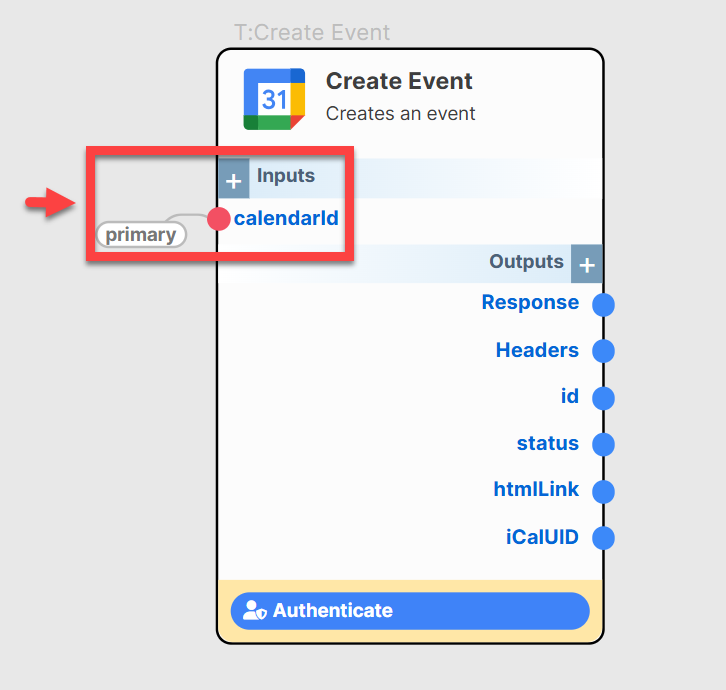 T:Create Event
31
Create Event
Creates an event
+ Inputs
calendarId
primary
Outputs +
Response
Headers
id
status
htmlLink
iCalUID
Authenticate